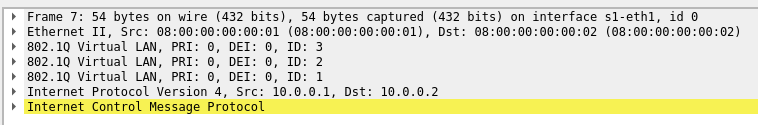 Frame 7: 54 bytes on wire (432 bits), 54 bytes captured (432 bits) on interface s1-eth1, id 0
Ethernet II, Src: 08:00:00:00:00:01 (08:00:00:00:00:01), Dst: 08:00:00:00:00:02 (08:00:00:00:00:02)
802.1Q Virtual LAN, PRI: 0, DEI: 0, ID: 3
802.1Q Virtual LAN, PRI: 0, DEI: 0, ID: 2
802.1Q Virtual LAN, PRI: 0, DEI: 0, ID: 1
Internet Protocol Version 4, Src: 10.0.0.1, Dst: 10.0.0.2
Internet Control Message Protocol